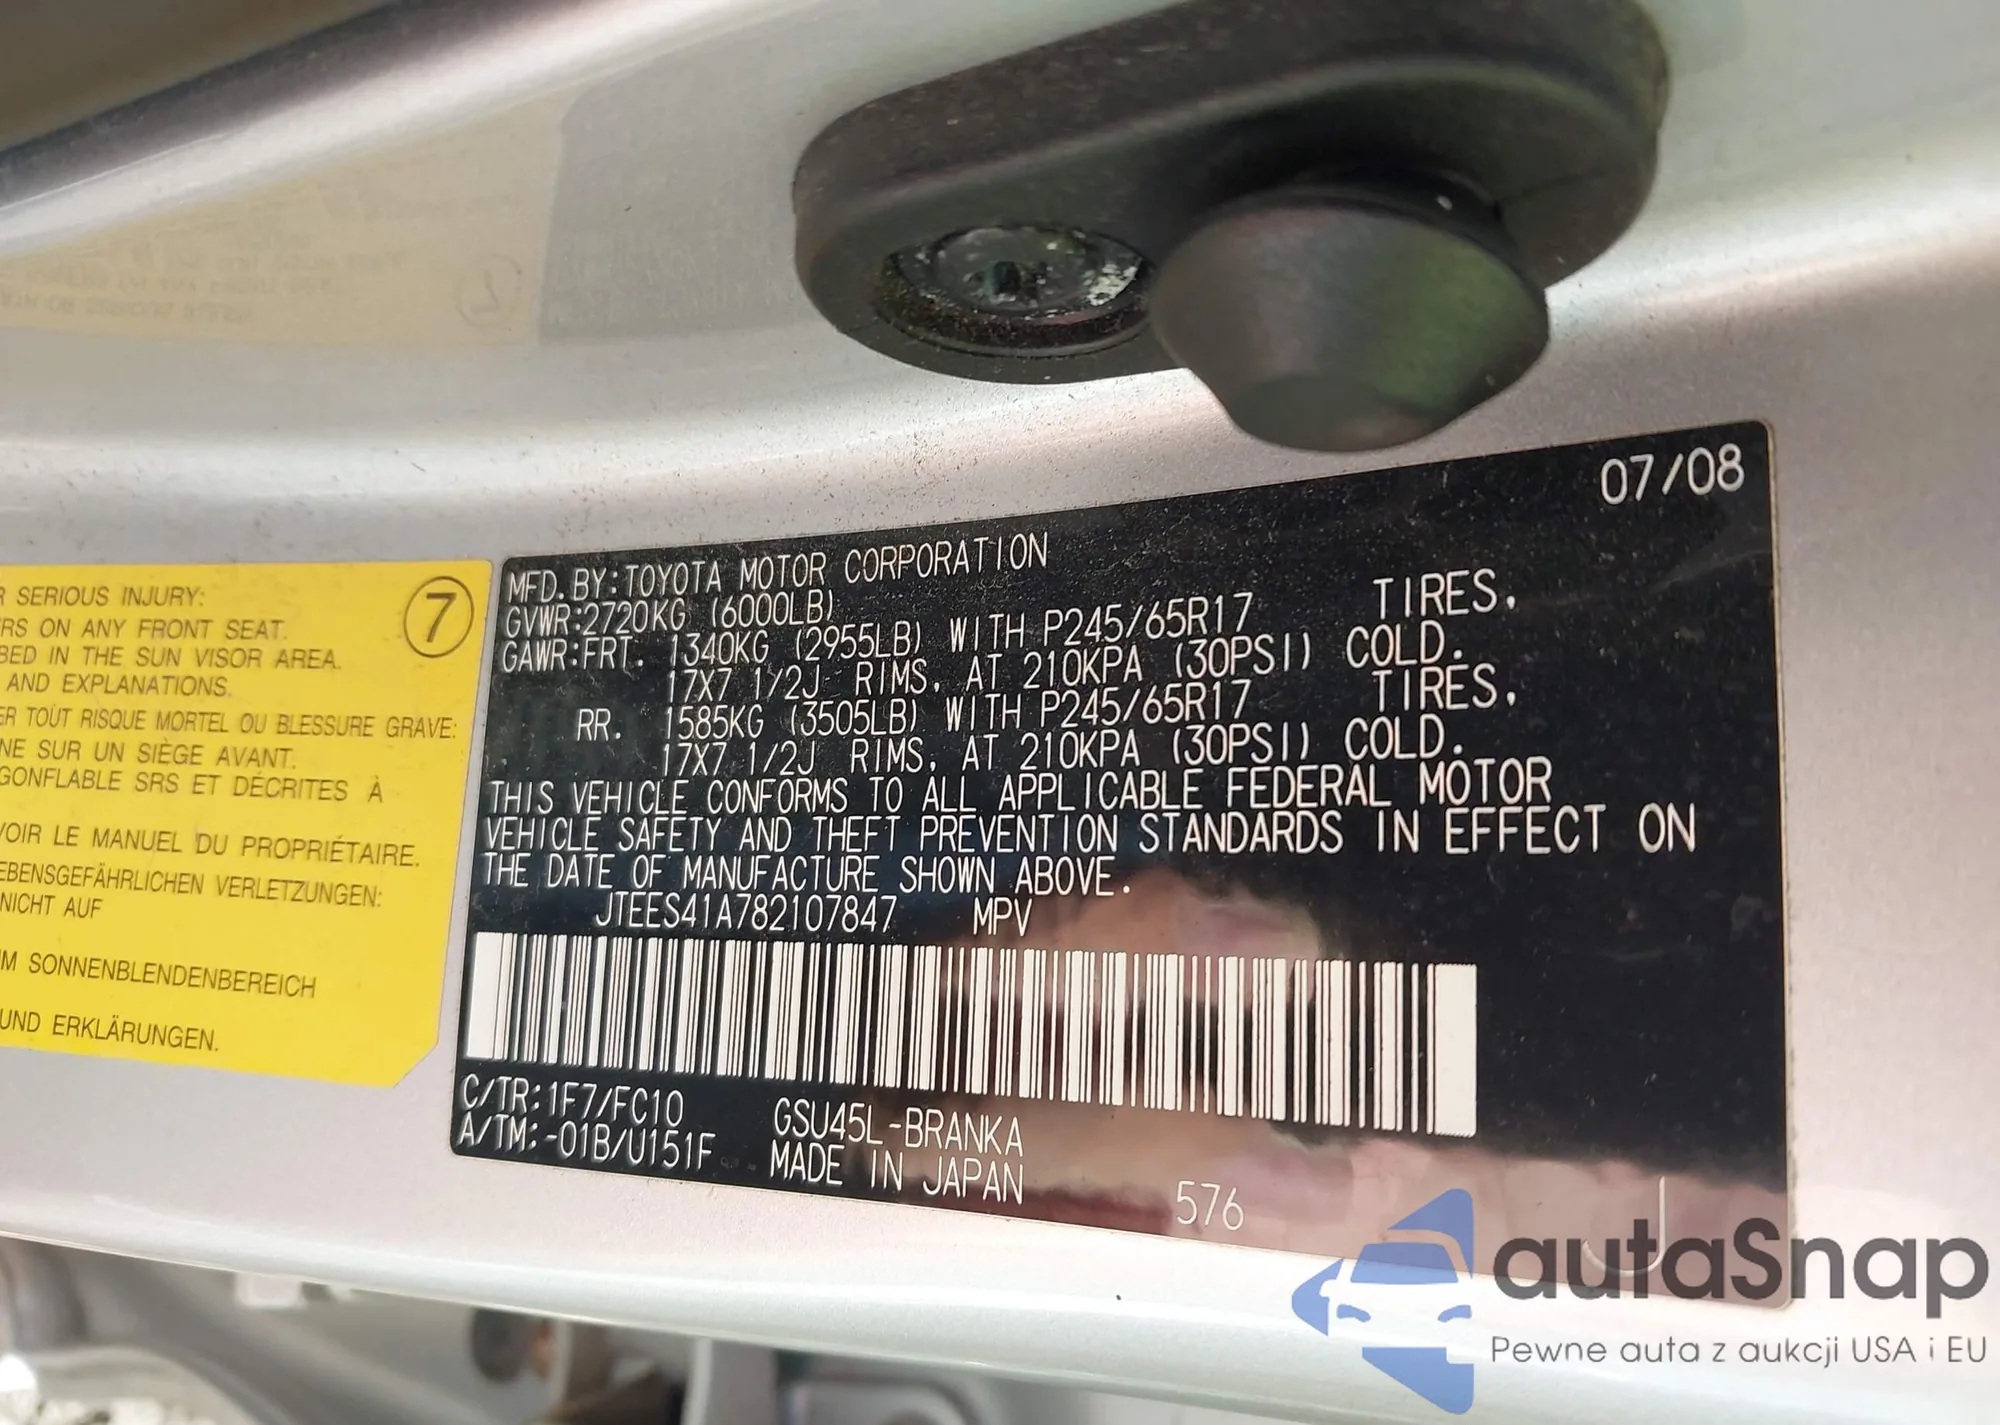 R SERIOUS INJURY:
RS ON ANY FRONT SEAT.
BED IN THE SUN VISOR AREA.
AND EXPLANATIONS.
ER TOUT RISQUE MORTEL OU BLESSURE GRAVE:
NE SUR UN SIÈGE AVANT.
GONFLABLE SRS ET DÉCRITES À
VOIR LE MANUEL DU PROPRIÉTAIRE.
EBENSGEFÄHRLICHEN VERLETZUNGEN:
NICHT AUF
M SONNENBLENDENBEREICH
UND ERKLÄRUNGEN.
7
07/08
MFD. BY: TOYOTA MOTOR CORPORATION
GVWR: 2720KG (6000LB)
GAWR: FRT. 1340KG (2955LB) WITH P245/65R17 TIRES,
17X7 1/2J RIMS, AT 210KPA (30PSI) COLD.
RR. 1585KG (3505LB) WITH P245/65R17 TIRES,
17X7 1/2J RIMS, AT 210KPA (30PSI) COLD.
THIS VEHICLE CONFORMS TO ALL APPLICABLE FEDERAL MOTOR
VEHICLE SAFETY AND THEFT PREVENTION STANDARDS IN EFFECT ON
THE DATE OF MANUFACTURE SHOWN ABOVE.
JTEES41A782107847 MPV
C/TR: 1F7/FC10 GSU45L-BRANKA
A/TM: -01B/U151F MADE IN JAPAN
576
J
autaSnap
Pewne auta z aukcji USA i EU